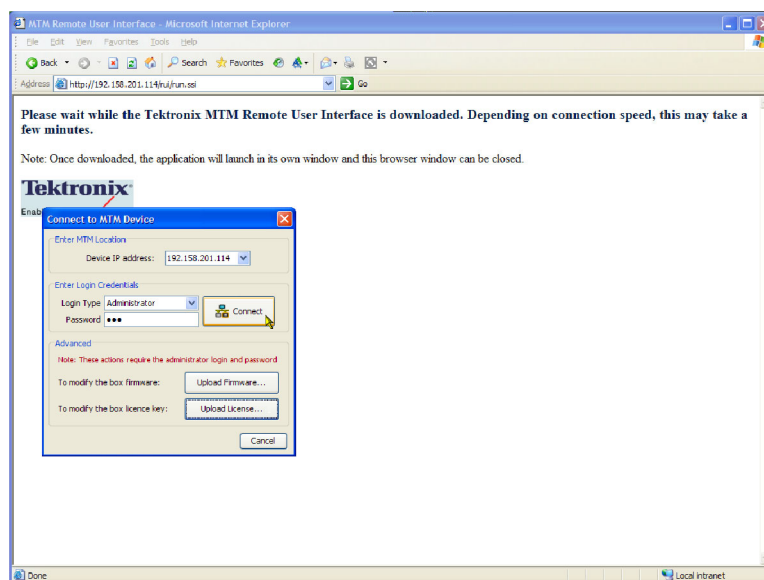 MTM Remote User Interface - Microsoft Internet Explorer
File Edit View Favorites Tools Help
Back Search Favorites
Address http://192.158.201.114/rui/run.ssi Go
Please wait while the Tektronix MTM Remote User Interface is downloaded. Depending on connection speed, this may take a
few minutes.
Note: Once downloaded, the application will launch in its own window and this browser window can be closed.
Tektronix
Enab
Connect to MTM Device
Enter MTM Location
Device IP address: 192.158.201.114
Enter Login Credentials
Login Type Administrator
Connect
Password •••
Advanced
Note: These actions require the administrator login and password
To modify the box firmware: Upload Firmware...
To modify the box licence key: Upload License...
Cancel
Done Local intranet